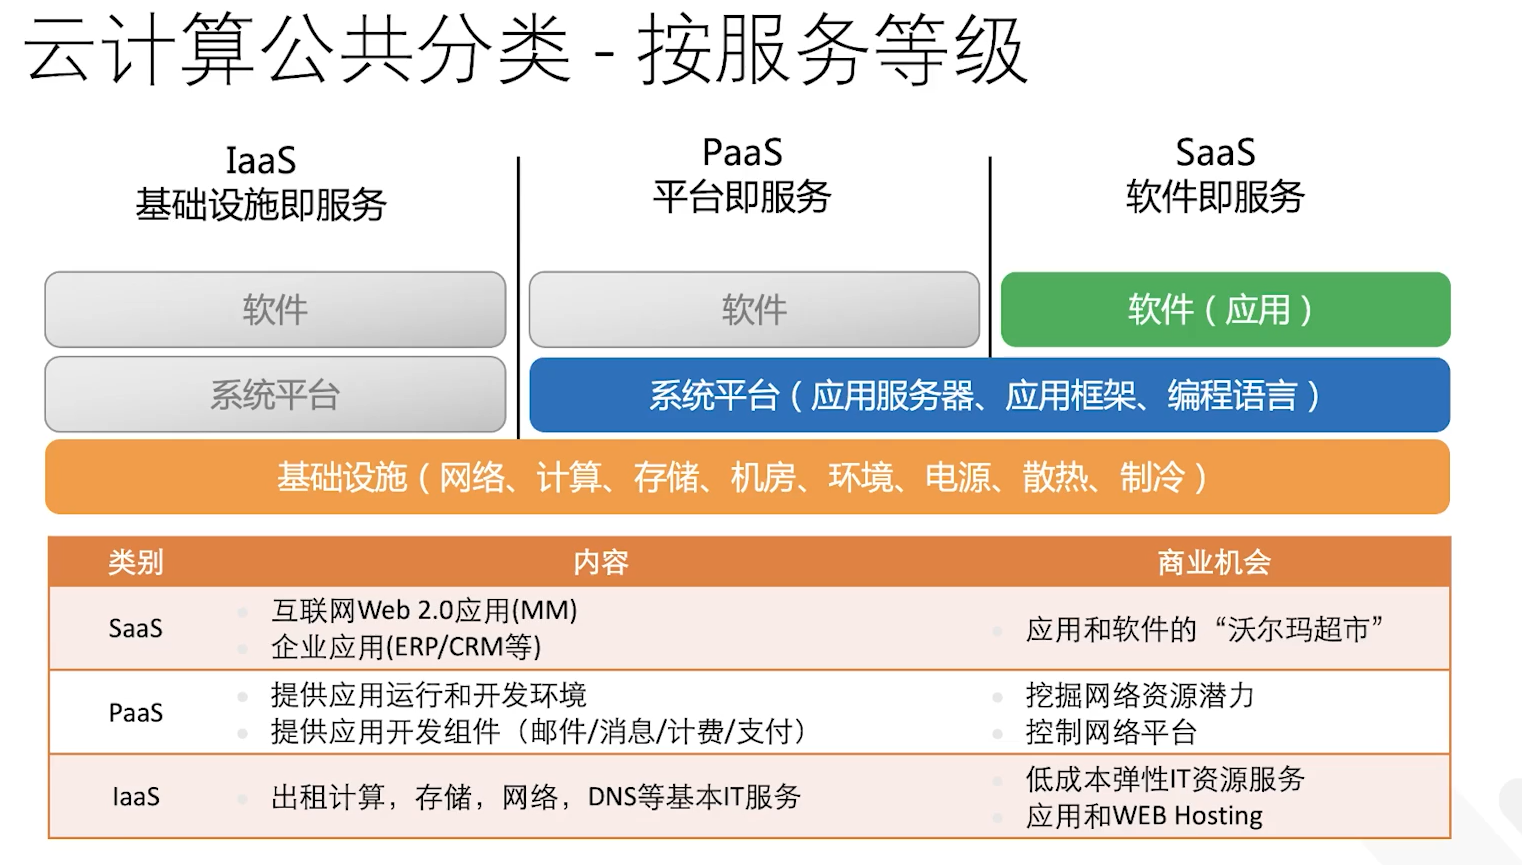 云计算公共分类 - 按服务等级
IaaS
基础设施即服务
PaaS
平台即服务
SaaS
软件即服务
软件
软件
软件（应用）
系统平台
系统平台（应用服务器、应用框架、编程语言）
基础设施（网络、计算、存储、机房、环境、电源、散热、制冷）
类别 内容 商业机会
SaaS
互联网Web 2.0应用(MM)
企业应用(ERP/CRM等)
应用和软件的“沃尔玛超市”
PaaS
提供应用运行和开发环境
提供应用开发组件（邮件/消息/计费/支付）
挖掘网络资源潜力
控制网络平台
IaaS
出租计算，存储，网络，DNS等基本IT服务
低成本弹性IT资源服务
应用和WEB Hosting